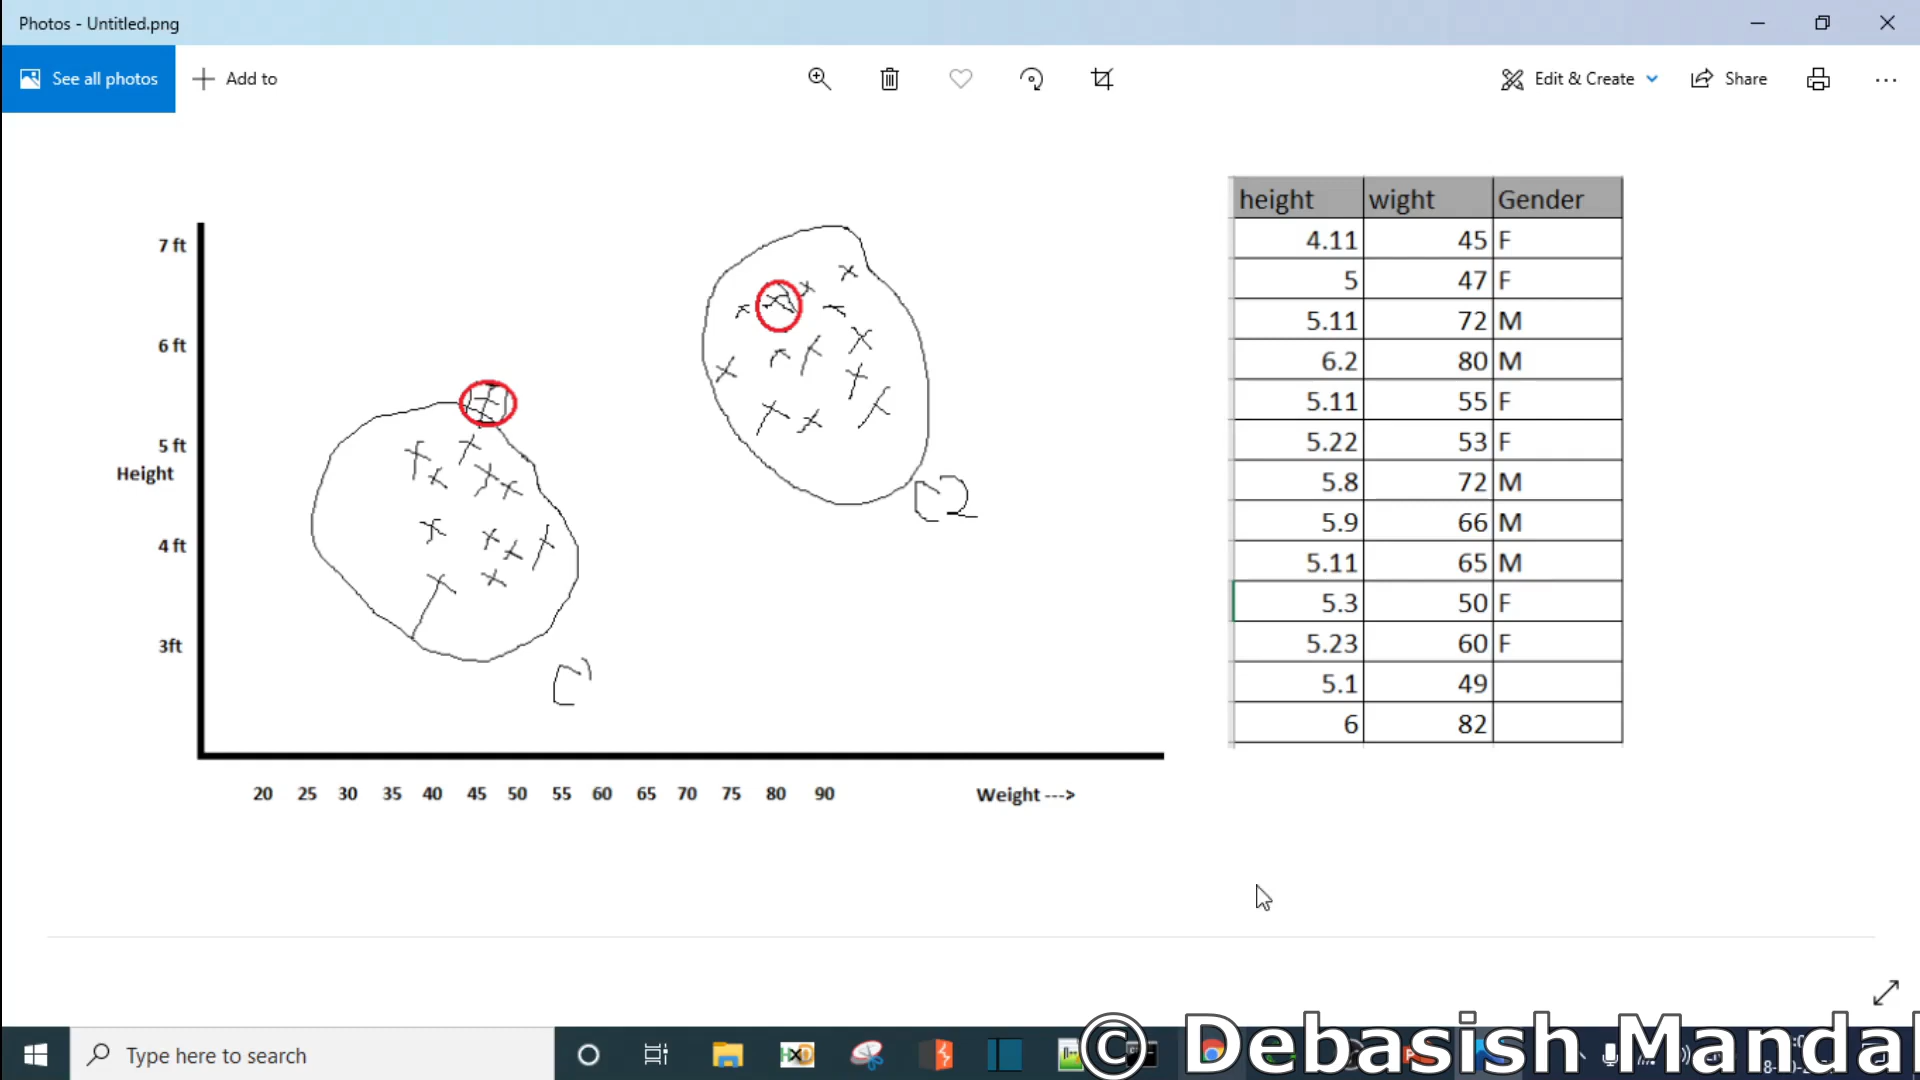 Photos - Untitled.png
See all photos
Add to
Edit & Create
Share
7 ft
6 ft
5 ft
Height
4 ft
3ft
C2
20 25 30 35 40 45 50 55 60 65 70 75 80 90
Weight --->
height wight Gender
4.11 45 F
5 47 F
5.11 72 M
6.2 80 M
5.11 55 F
5.22 53 F
5.8 72 M
5.9 66 M
5.11 65 M
5.3 50 F
5.23 60 F
5.1 49
6 82
Type here to search
© Debasish Mandal